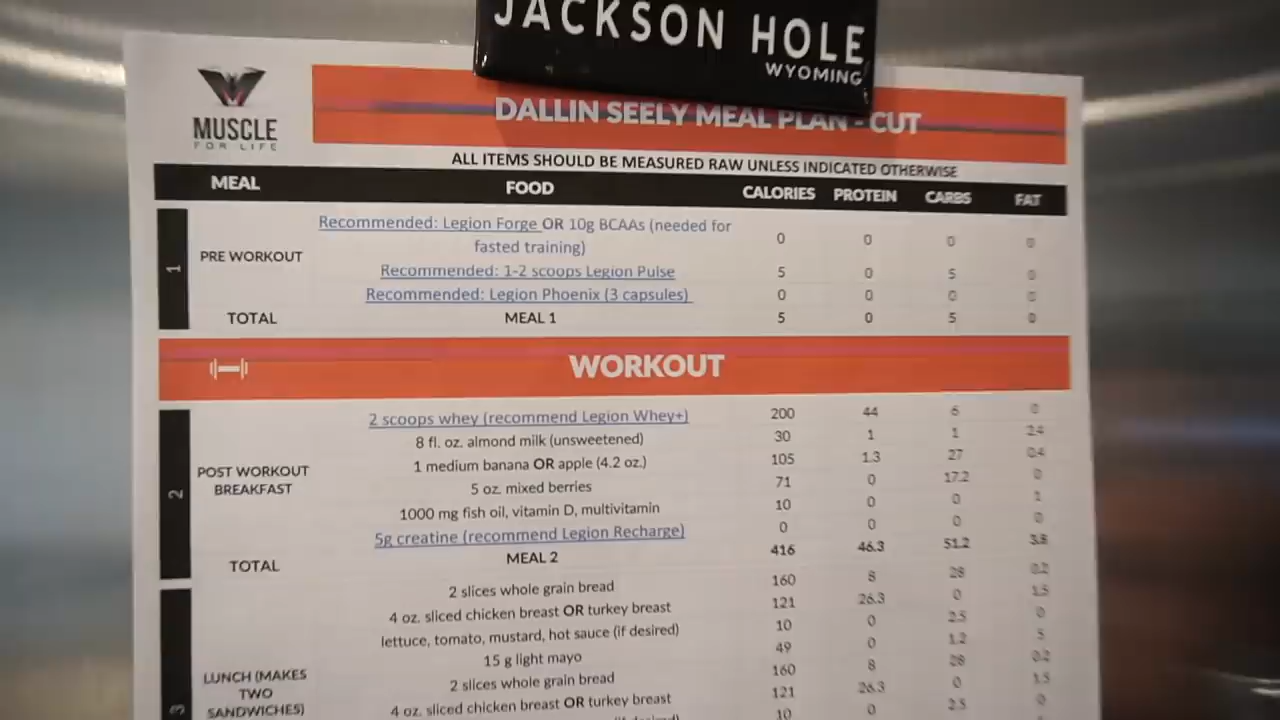 JACKSON HOLE
WYOMING
MUSCLE
FOR LIFE
DALLIN SEELY MEAL PLAN - CUT
ALL ITEMS SHOULD BE MEASURED RAW UNLESS INDICATED OTHERWISE
MEAL FOOD CALORIES PROTEIN CARBS FAT
1
PRE WORKOUT
Recommended: Legion Forge OR 10g BCAAs (needed for
fasted training) 0 0 0 0
Recommended: 1-2 scoops Legion Pulse 5 0 5 0
Recommended: Legion Phoenix (3 capsules) 0 0 0 0
TOTAL MEAL 1 5 0 5 0
WORKOUT
2
POST WORKOUT
BREAKFAST
2 scoops whey (recommend Legion Whey+) 200 44 6 0
8 fl. oz. almond milk (unsweetened) 30 1 1 2.4
1 medium banana OR apple (4.2 oz.) 105 1.3 27 0.4
5 oz. mixed berries 71 0 17.2 0
1000 mg fish oil, vitamin D, multivitamin 10 0 0 1
5g creatine (recommend Legion Recharge) 0 0 0 0
TOTAL MEAL 2 416 46.3 51.2 3.8
3
LUNCH (MAKES
TWO
SANDWICHES)
2 slices whole grain bread 160 8 28 0.2
4 oz. sliced chicken breast OR turkey breast 121 26.3 0 1.5
lettuce, tomato, mustard, hot sauce (if desired) 10 0 2.5 0
15 g light mayo 49 0 1.2 5
2 slices whole grain bread 160 8 28 0.2
4 oz. sliced chicken breast OR turkey breast 121 26.3 0 1.5
10 0 2.5 0